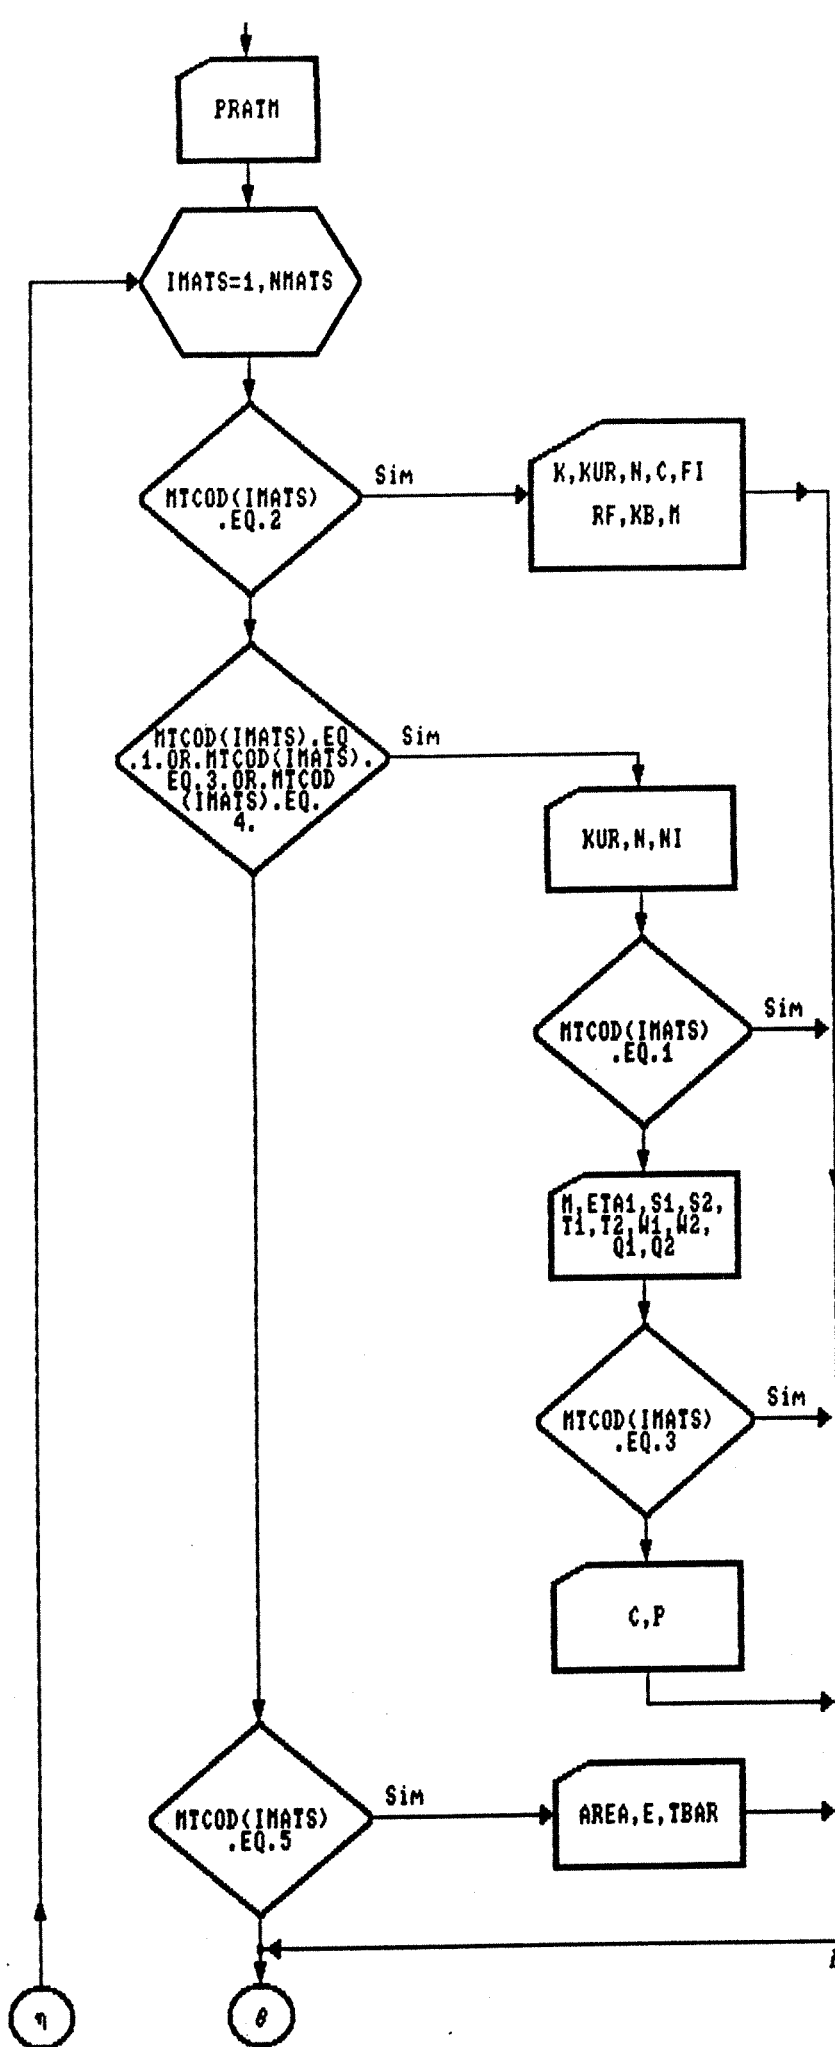 PRATM
IMATS=1,NMATS
MTCOD(IMATS)
.EQ.2
Sim
K,KUR,N,C,FI
RF,KB,M
MTCOD(IMATS).EQ
.1.OR.MTCOD(IMATS).
EQ.3.OR.MTCOD
(IMATS).EQ.
4.
Sim
KUR,N,NI
MTCOD(IMATS)
.EQ.1
Sim
M,ETA1,S1,S2,
T1,T2,W1,W2,
Q1,Q2
MTCOD(IMATS)
.EQ.3
Sim
C,P
MTCOD(IMATS)
.EQ.5
Sim
AREA,E,TBAR
η
θ